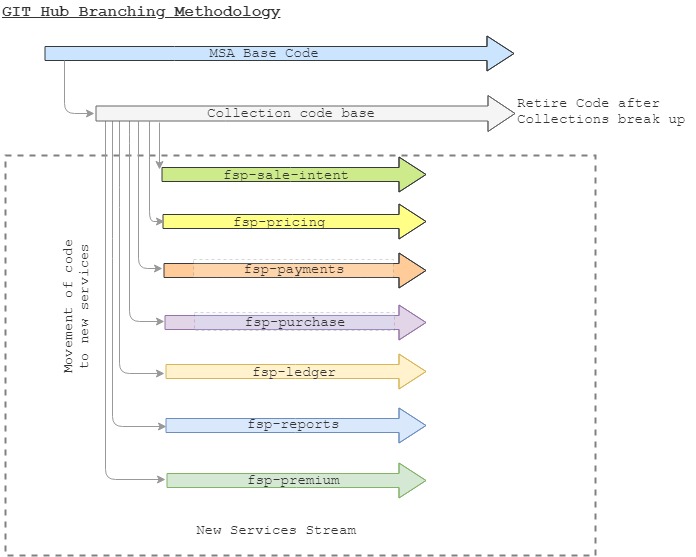 GIT Hub Branching Methodology
MSA Base Code
Collection code base
Retire Code after
Collections break up
fsp-sale-intent
fsp-pricing
fsp-payments
fsp-purchase
fsp-ledger
fsp-reports
fsp-premium
Movement of code
to new services
New Services Stream